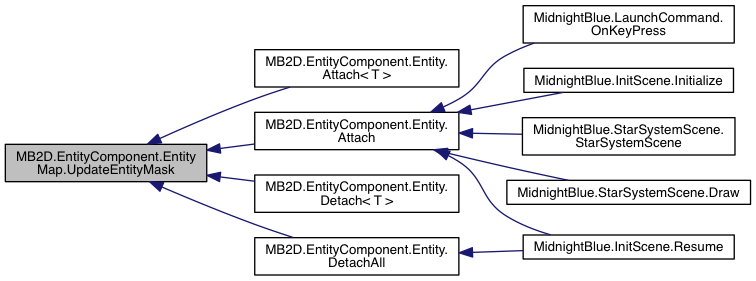 MB2D.EntityComponent.Entity
Map.UpdateEntityMask
MB2D.EntityComponent.Entity.
Attach< T >
MB2D.EntityComponent.Entity.
Attach
MB2D.EntityComponent.Entity.
Detach< T >
MB2D.EntityComponent.Entity.
DetachAll
MidnightBlue.LaunchCommand.
OnKeyPress
MidnightBlue.InitScene.Initialize
MidnightBlue.StarSystemScene.
StarSystemScene
MidnightBlue.StarSystemScene.Draw
MidnightBlue.InitScene.Resume